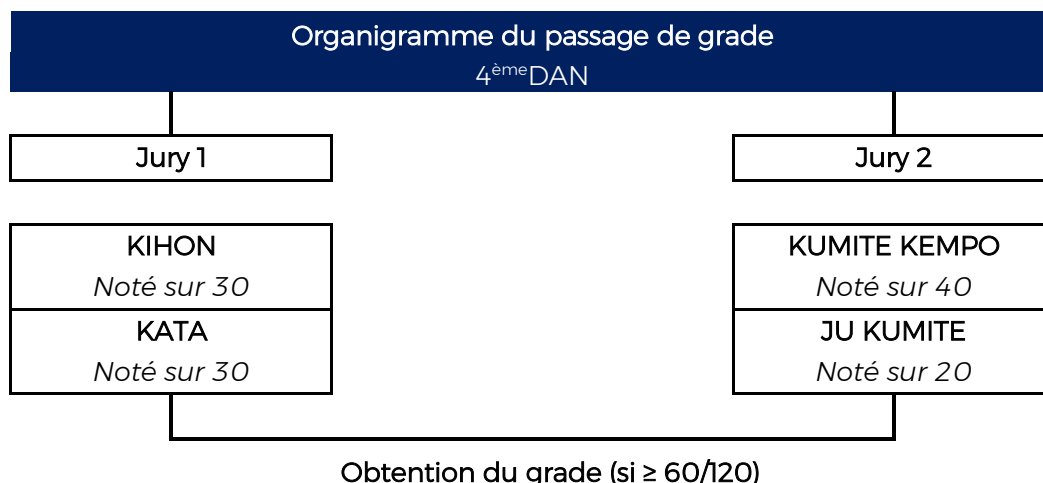 Organigramme du passage de grade
4èmeDAN
Jury 1
Jury 2
KIHON
Noté sur 30
KATA
Noté sur 30
KUMITE KEMPO
Noté sur 40
JU KUMITE
Noté sur 20
Obtention du grade (si ≥ 60/120)